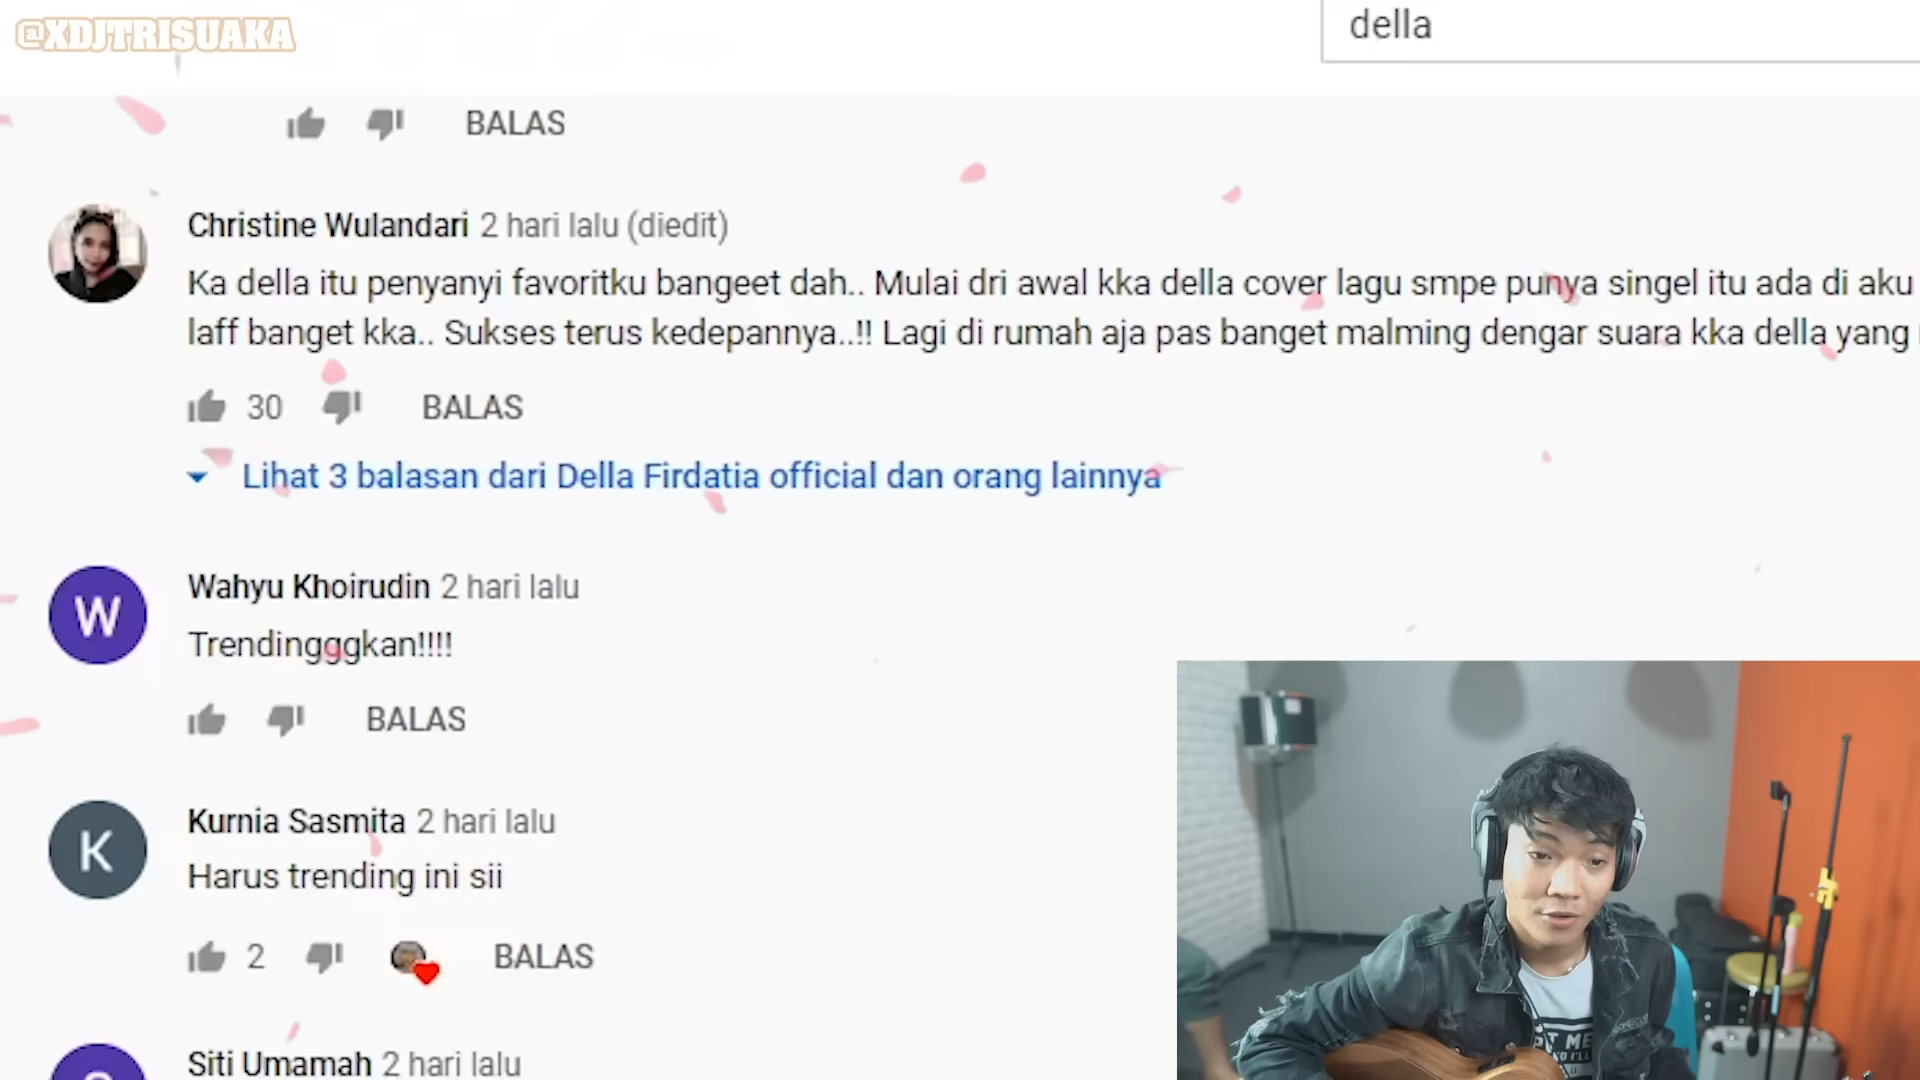 @XDJTRISUAKA
della
BALAS
Christine Wulandari 2 hari lalu (diedit)
Ka della itu penyanyi favoritku bangeet dah.. Mulai dri awal kka della cover lagu smpe punya singel itu ada di aku
laff banget kka.. Sukses terus kedepannya..!! Lagi di rumah aja pas banget malming dengar suara kka della yang
30 BALAS
Lihat 3 balasan dari Della Firdatia official dan orang lainnya
W
Wahyu Khoirudin 2 hari lalu
Trendingggkan!!!!
BALAS
K
Kurnia Sasmita 2 hari lalu
Harus trending ini sii
2 BALAS
Siti Umamah 2 hari lalu